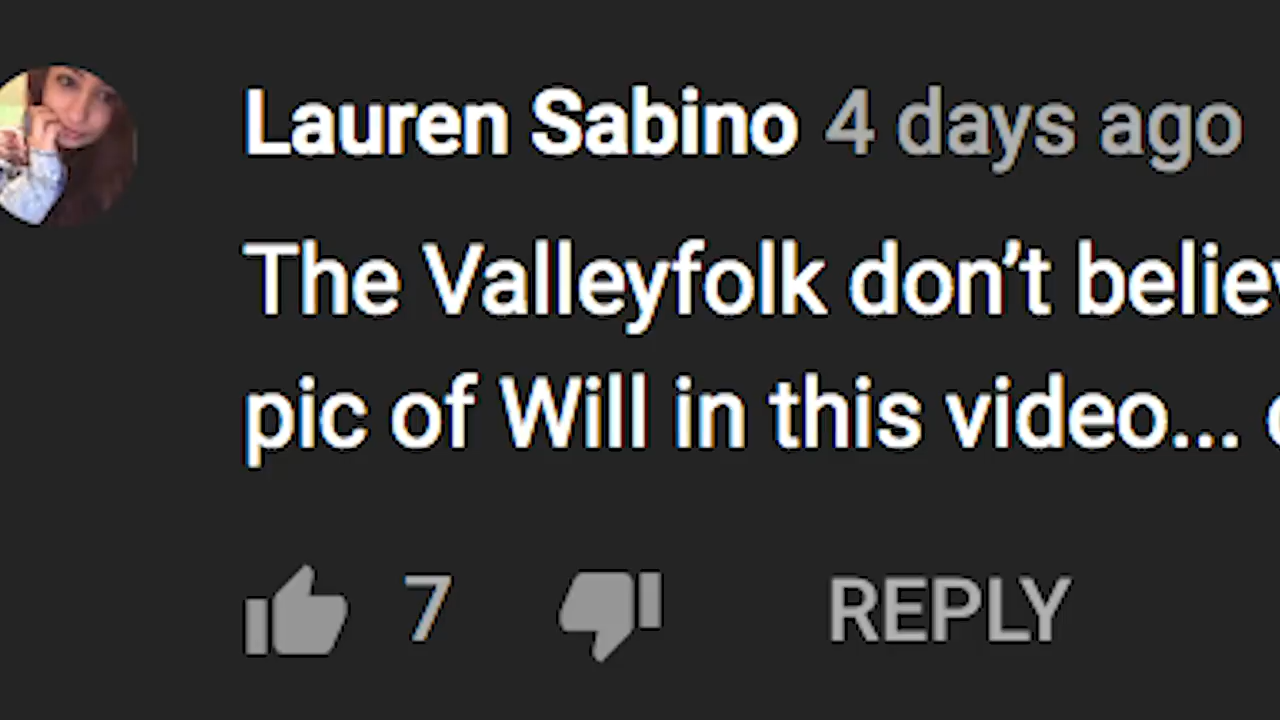 Lauren Sabino 4 days ago
The Valleyfolk don’t
pic of Will in this video...
7
REPLY